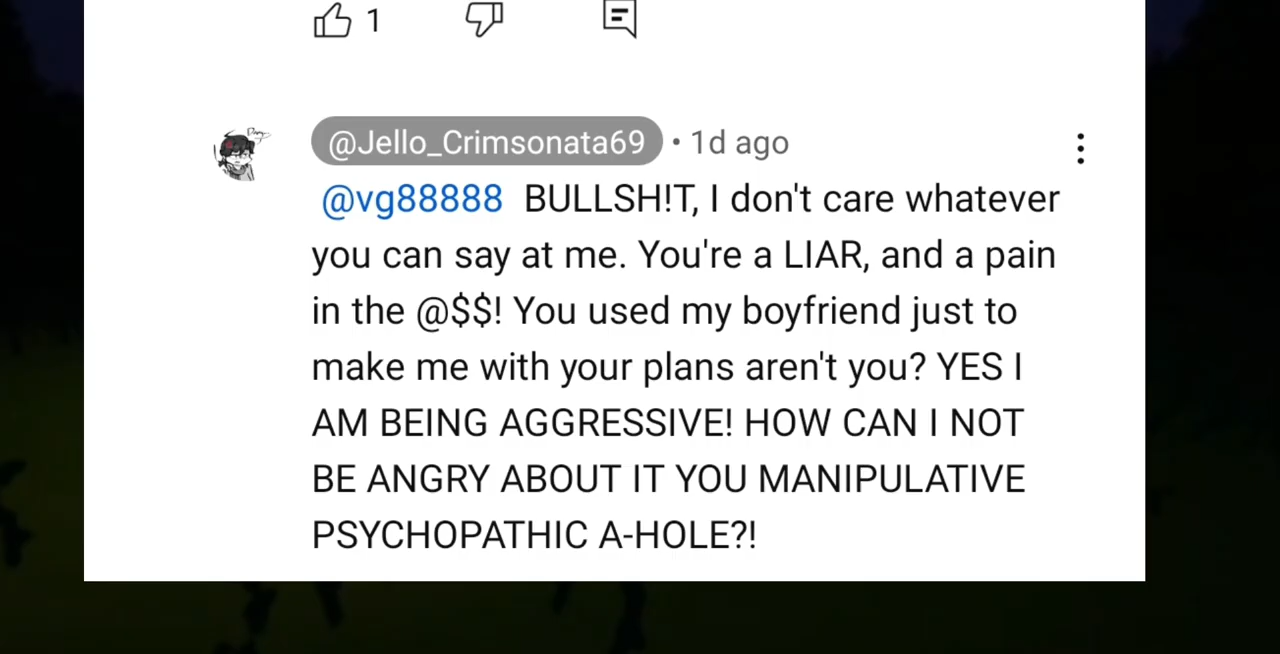 1
@Jello_Crimsonata69 • 1d ago
@vg88888 BULLSH!T, I don't care whatever
you can say at me. You're a LIAR, and a pain
in the @$$! You used my boyfriend just to
make me with your plans aren't you? YES I
AM BEING AGGRESSIVE! HOW CAN I NOT
BE ANGRY ABOUT IT YOU MANIPULATIVE
PSYCHOPATHIC A-HOLE?!